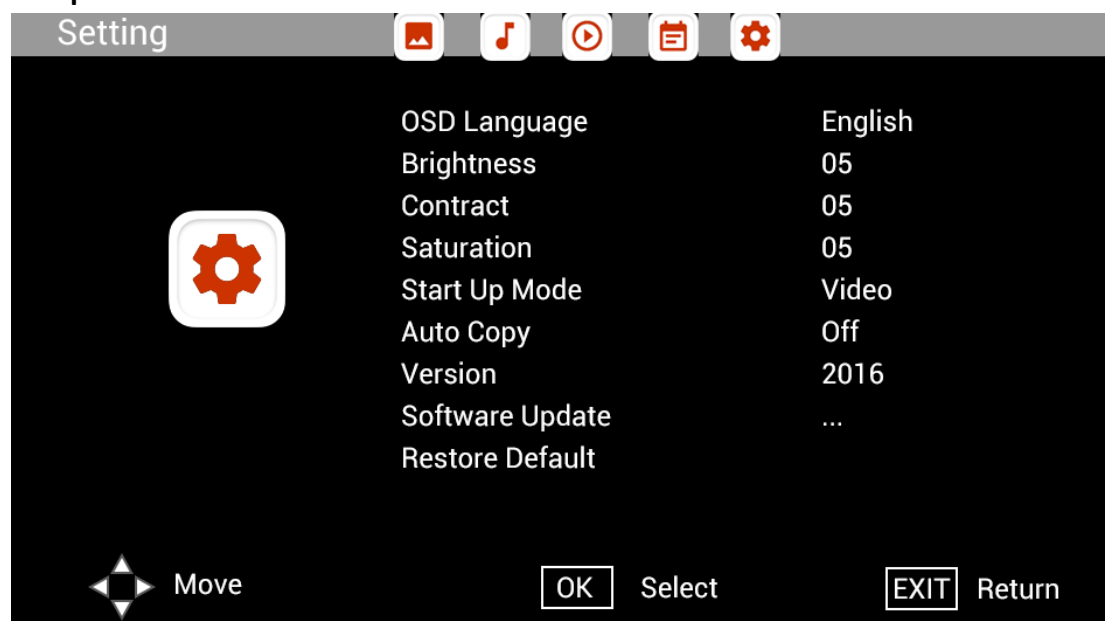 Setting
OSD Language English
Brightness 05
Contract 05
Saturation 05
Start Up Mode Video
Auto Copy Off
Version 2016
Software Update ...
Restore Default
Move OK Select EXIT Return